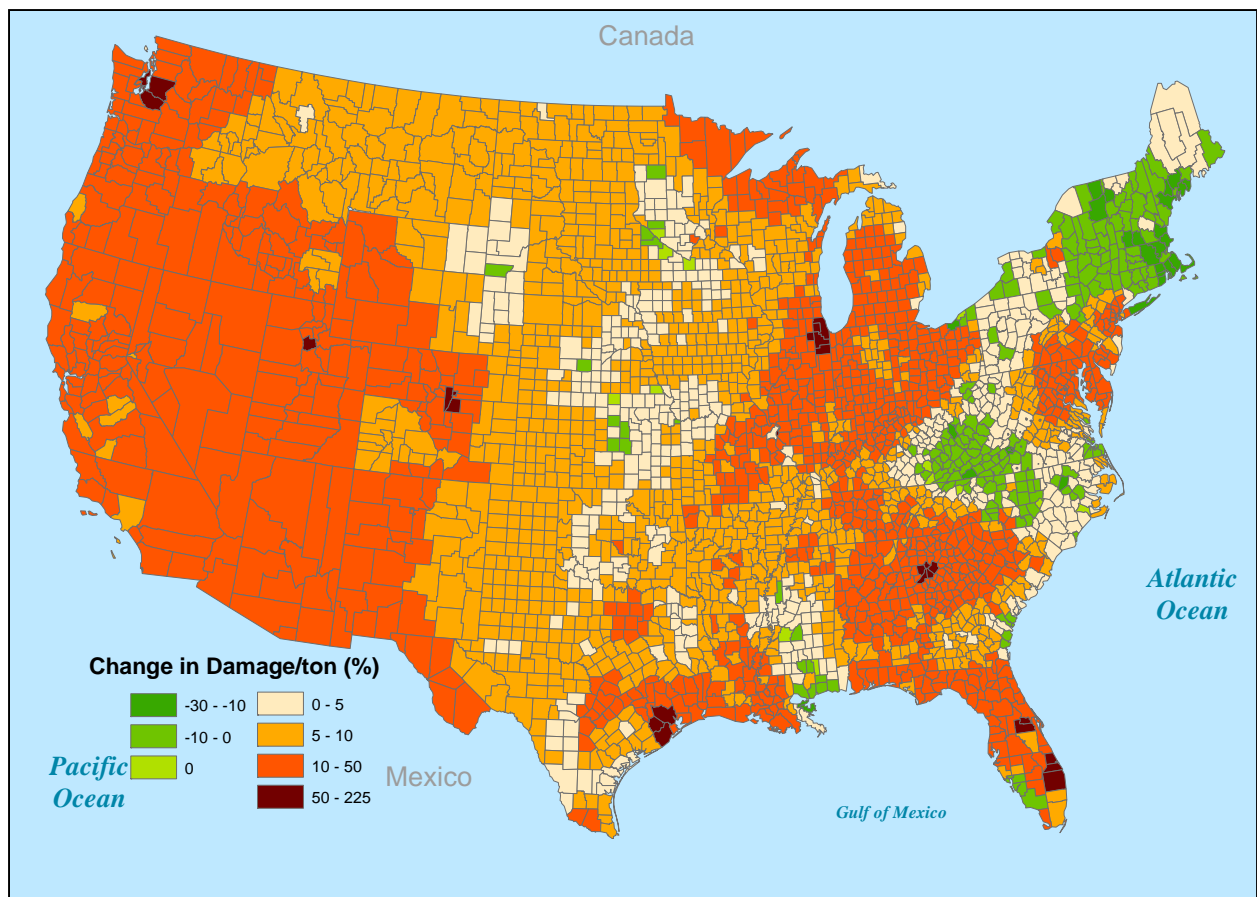 Canada
Atlantic
Ocean
Change in Damage/ton (%)
-30 - -10
0 - 5
-10 - 0
5 - 10
0
10 - 50
50 - 225
Pacific
Ocean
Mexico
Gulf of Mexico